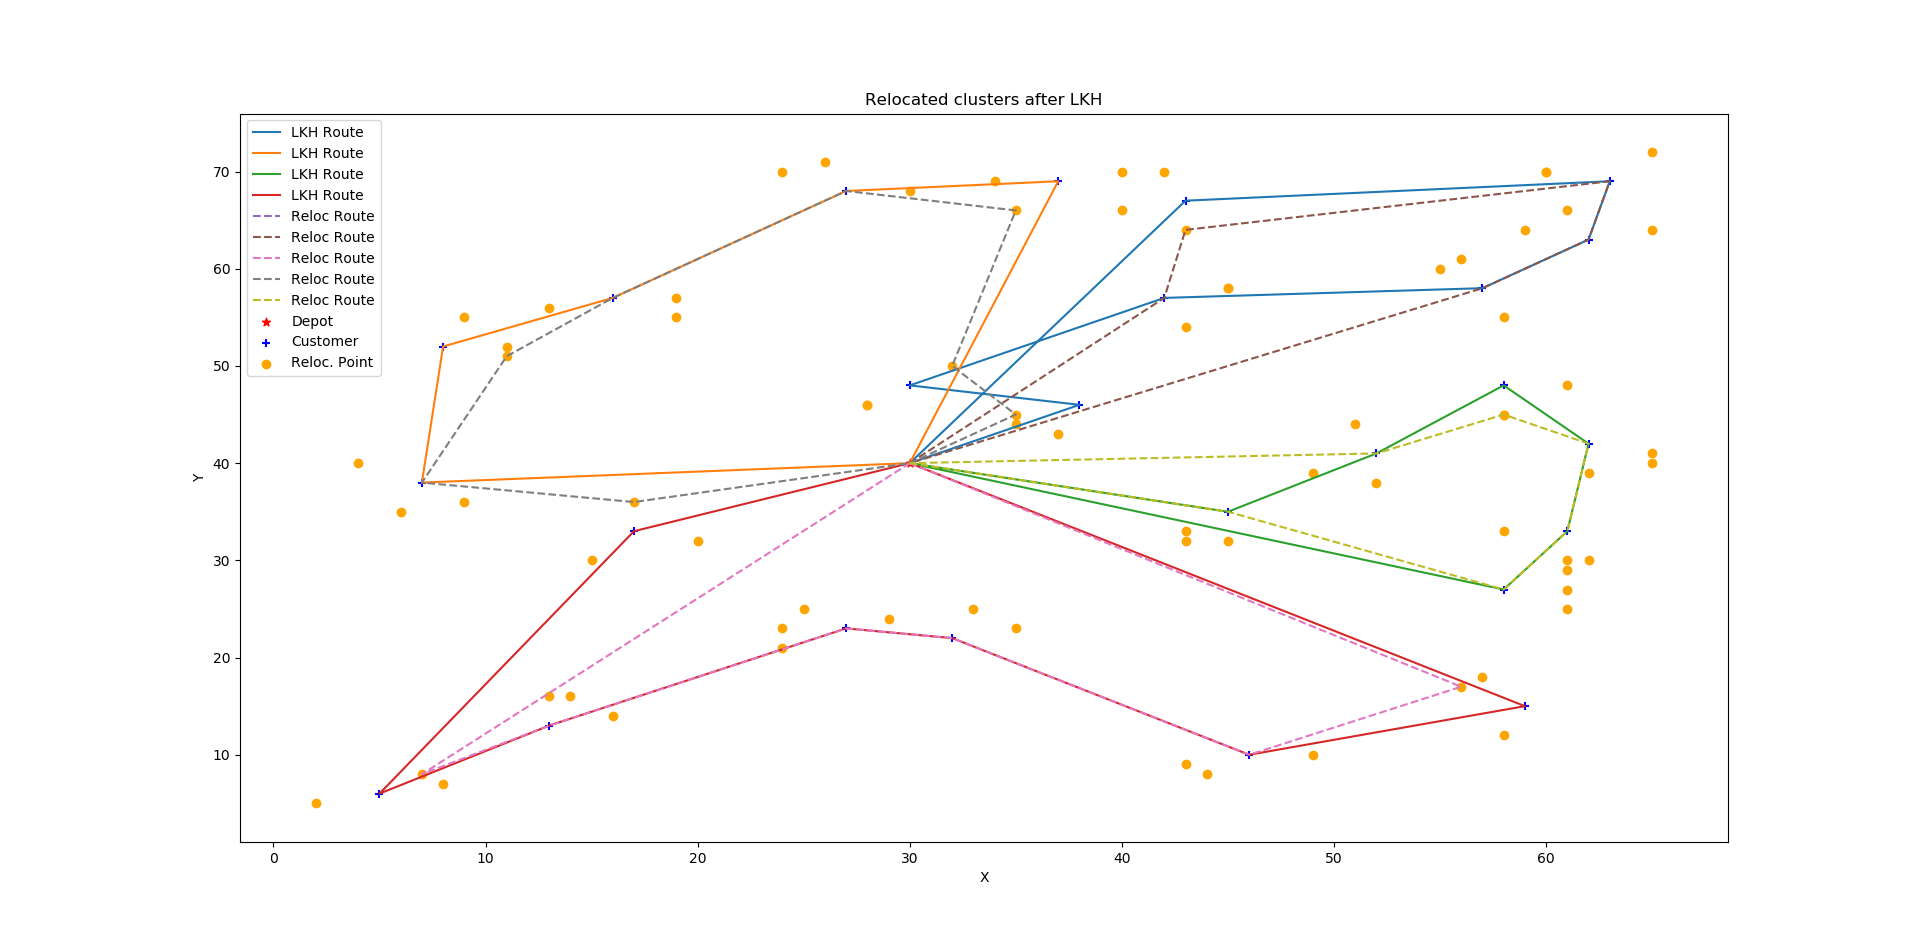 Relocated clusters after LKH
LKH Route
LKH Route
LKH Route
LKH Route
Reloc Route
Reloc Route
Reloc Route
Reloc Route
Reloc Route
Depot
Customer
Reloc. Point
70
60
50
40
30
20
10
Y
0 10 20 30 40 50 60
X